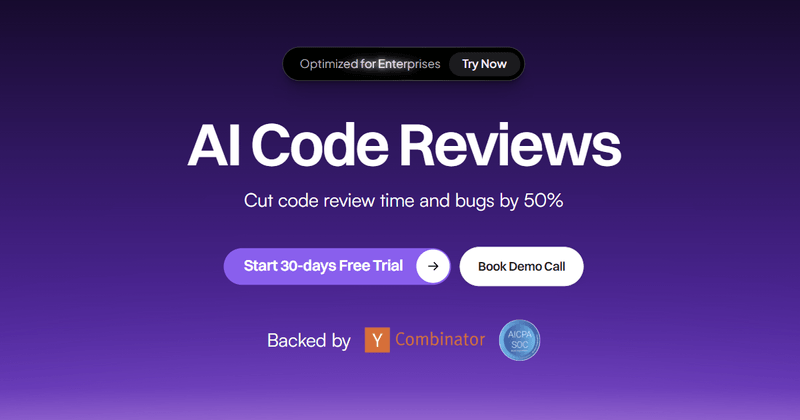 Optimized for Enterprises Try Now
AI Code Reviews
Cut code review time and bugs by 50%
Start 30-days Free Trial → Book Demo Call
Backed by Y Combinator AICPA
SOC